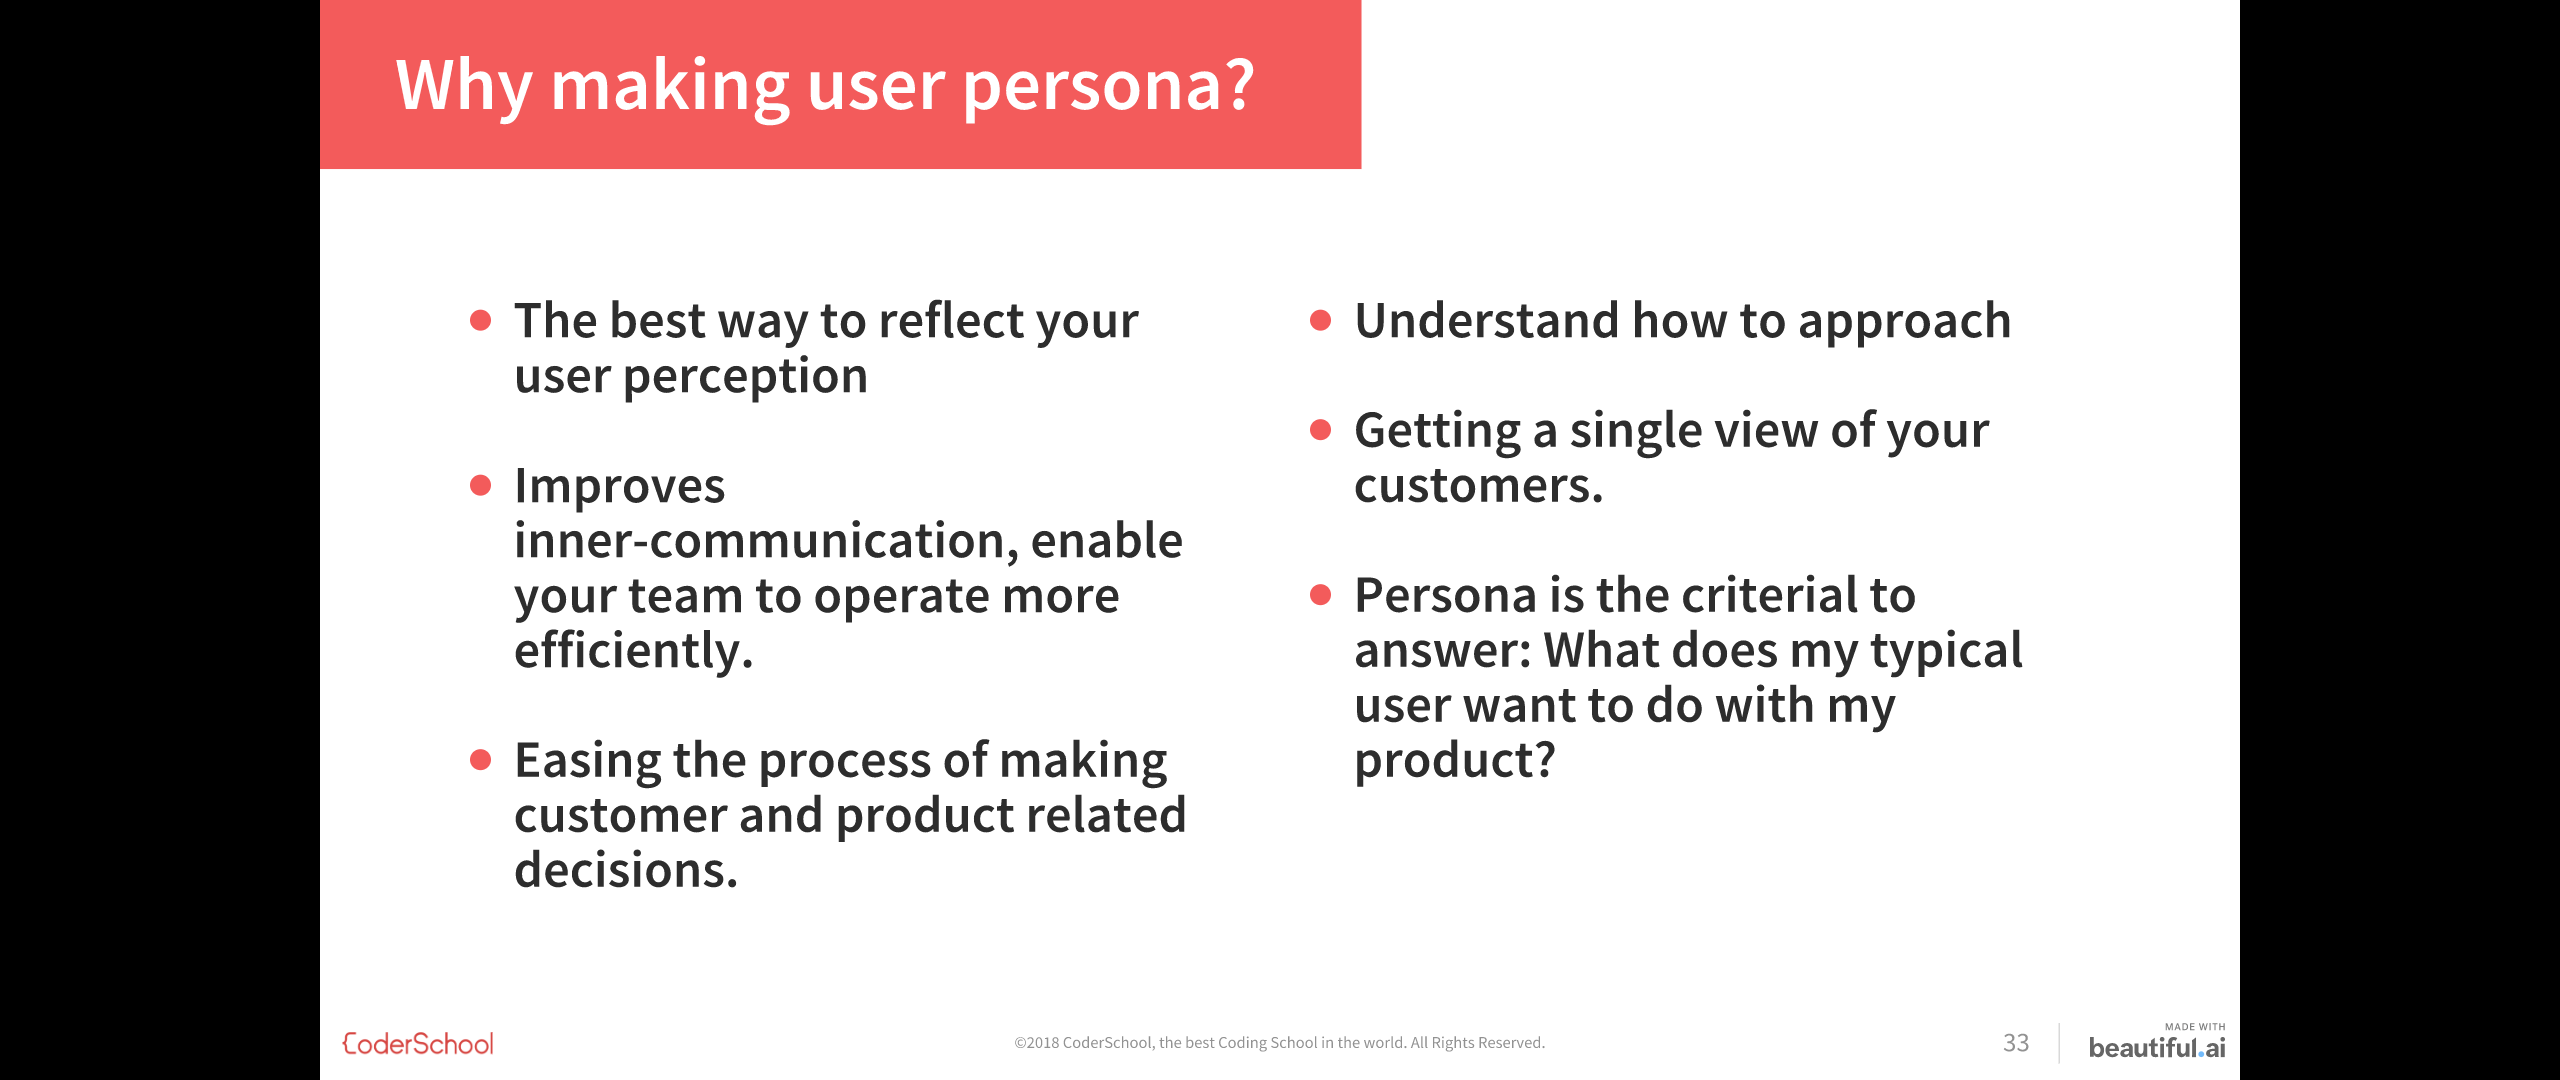 Why making user persona?
The best way to reflect your
user perception
Improves
inner-communication, enable
your team to operate more
efficiently.
Easing the process of making
customer and product related
decisions.
Understand how to approach
Getting a single view of your
customers.
Persona is the criterial to
answer: What does my typical
user want to do with my
product?
CoderSchool
©2018 CoderSchool, the best Coding School in the world. All Rights Reserved.
33
MADE WITH
beautiful.ai